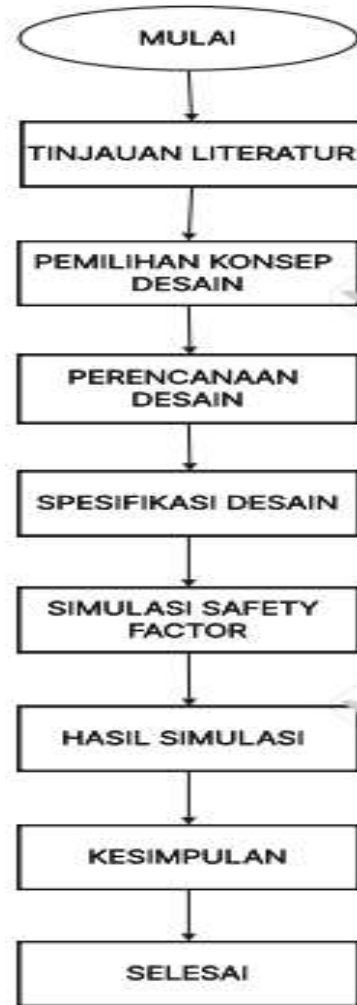 MULAI
TINJAUAN LITERATUR
PEMILIHAN KONSEP
DESAIN
PERENCANAAN
DESAIN
SPESIFIKASI DESAIN
SIMULASI SAFETY
FACTOR
HASIL SIMULASI
KESIMPULAN
SELESAI